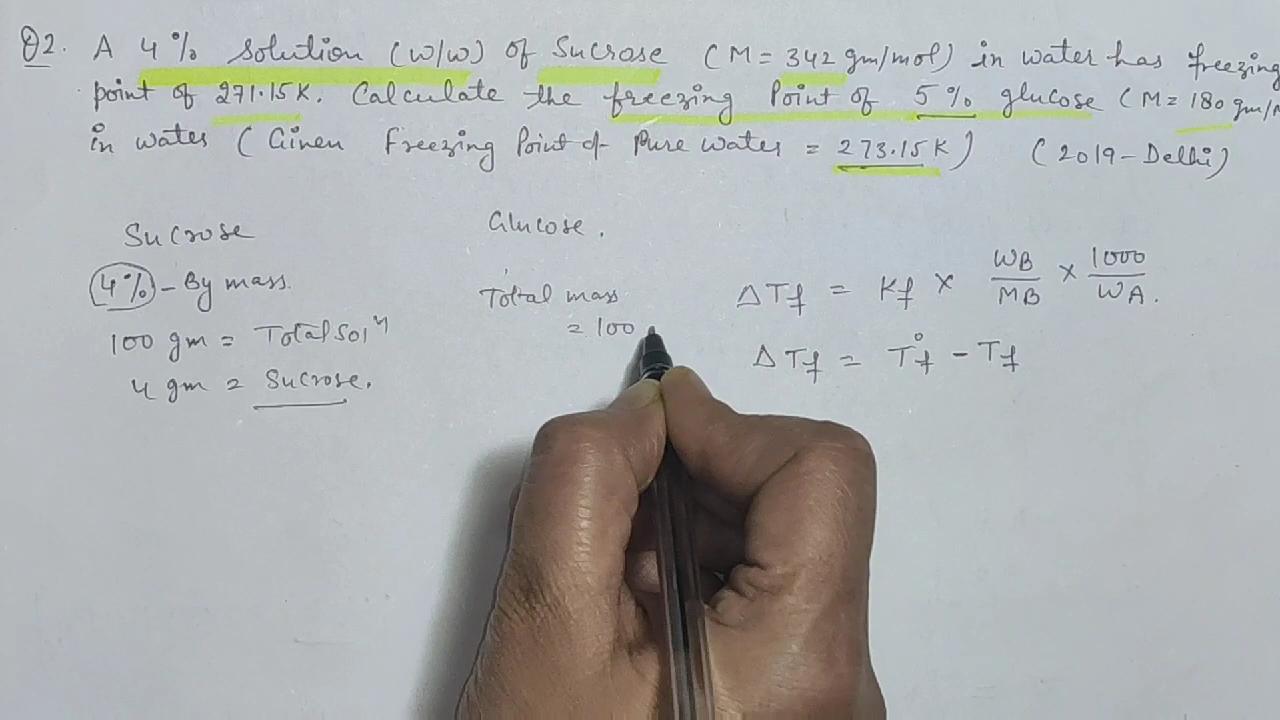 Q2. A 4% solution (w/w) of Sucrose (M = 342 gm/mol) in water has freezing
point of 271.15K. Calculate the freezing Point of 5% glucose (M = 180 gm/
in water (Given Freezing Point of Pure water = 273.15K) (2019-Delhi)
Sucrose
4% - By mass.
100 gm = Total solⁿ
4 gm = Sucrose.
Glucose.
Total mass
= 100
ΔTf = Kf × WB/MB × 1000/WA.
ΔTf = T°f - Tf